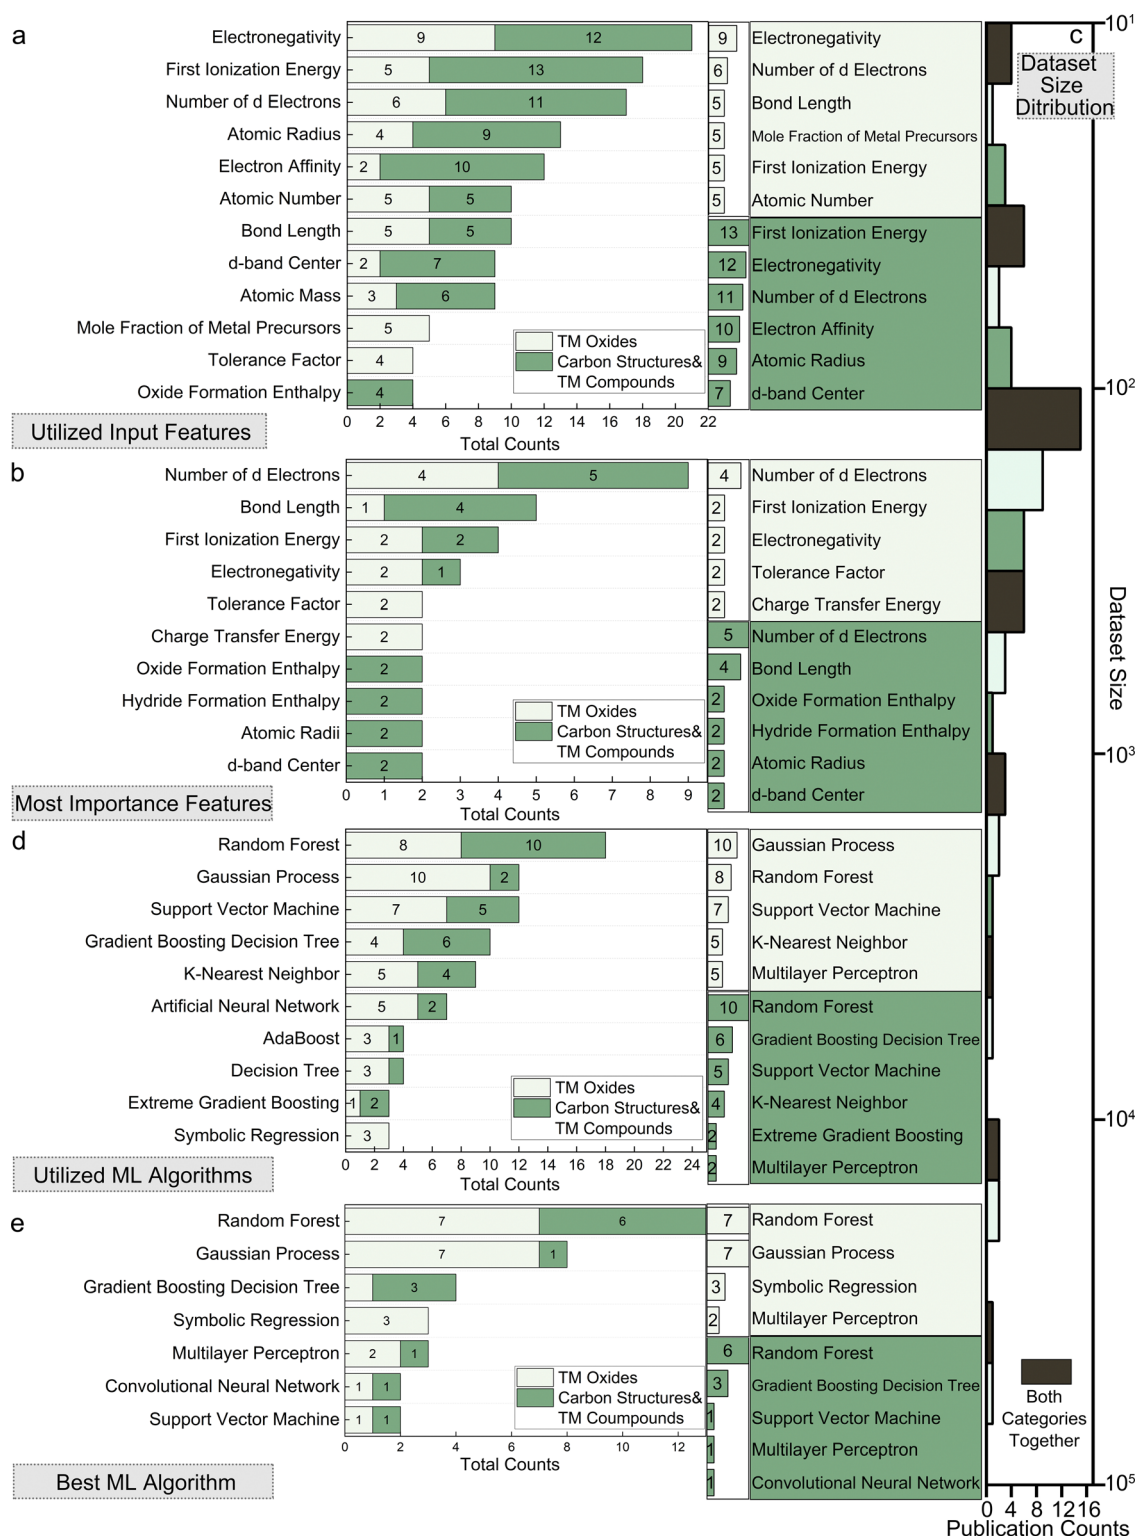 a
Electronegativity 9 12
First Ionization Energy 5 13
Number of d Electrons 6 11
Atomic Radius 4 9
Electron Affinity 2 10
Atomic Number 5 5
Bond Length 5 5
d-band Center 2 7
Atomic Mass 3 6
Mole Fraction of Metal Precursors 5
Tolerance Factor 4
Oxide Formation Enthalpy 4
TM Oxides
Carbon Structures&
TM Compounds
0 2 4 6 8 10 12 14 16 18 20 22
Total Counts
Utilized Input Features
9 Electronegativity
6 Number of d Electrons
5 Bond Length
5 Mole Fraction of Metal Precursors
5 First Ionization Energy
5 Atomic Number
13 First Ionization Energy
12 Electronegativity
11 Number of d Electrons
10 Electron Affinity
9 Atomic Radius
7 d-band Center
b
Number of d Electrons 4 5
Bond Length 1 4
First Ionization Energy 2 2
Electronegativity 2 1
Tolerance Factor 2
Charge Transfer Energy 2
Oxide Formation Enthalpy 2
Hydride Formation Enthalpy 2
Atomic Radii 2
d-band Center 2
TM Oxides
Carbon Structures&
TM Compounds
0 1 2 3 4 5 6 7 8 9
Total Counts
Most Importance Features
4 Number of d Electrons
2 First Ionization Energy
2 Electronegativity
2 Tolerance Factor
2 Charge Transfer Energy
5 Number of d Electrons
4 Bond Length
2 Oxide Formation Enthalpy
2 Hydride Formation Enthalpy
2 Atomic Radius
2 d-band Center
d
Random Forest 8 10
Gaussian Process 10 2
Support Vector Machine 7 5
Gradient Boosting Decision Tree 4 6
K-Nearest Neighbor 5 4
Artificial Neural Network 5 2
AdaBoost 3 1
Decision Tree 3
Extreme Gradient Boosting 1 2
Symbolic Regression 3
TM Oxides
Carbon Structures&
TM Compounds
0 2 4 6 8 10 12 14 16 18 20 22 24
Total Counts
Utilized ML Algorithms
10 Gaussian Process
8 Random Forest
7 Support Vector Machine
5 K-Nearest Neighbor
5 Multilayer Perceptron
10 Random Forest
6 Gradient Boosting Decision Tree
5 Support Vector Machine
4 K-Nearest Neighbor
2 Extreme Gradient Boosting
2 Multilayer Perceptron
e
Random Forest 7 6
Gaussian Process 7 1
Gradient Boosting Decision Tree 3
Symbolic Regression 3
Multilayer Perceptron 2 1
Convolutional Neural Network 1 1
Support Vector Machine 1 1
TM Oxides
Carbon Structures&
TM Coumpounds
0 2 4 6 8 10 12
Total Counts
Best ML Algorithm
7 Random Forest
7 Gaussian Process
3 Symbolic Regression
2 Multilayer Perceptron
6 Random Forest
3 Gradient Boosting Decision Tree
1 Support Vector Machine
1 Multilayer Perceptron
1 Convolutional Neural Network
c
Dataset
Size
Ditribution
10¹
10²
10³
10⁴
10⁵
Dataset Size
Both
Categories
Together
0 4 8 12 16
Publication Counts